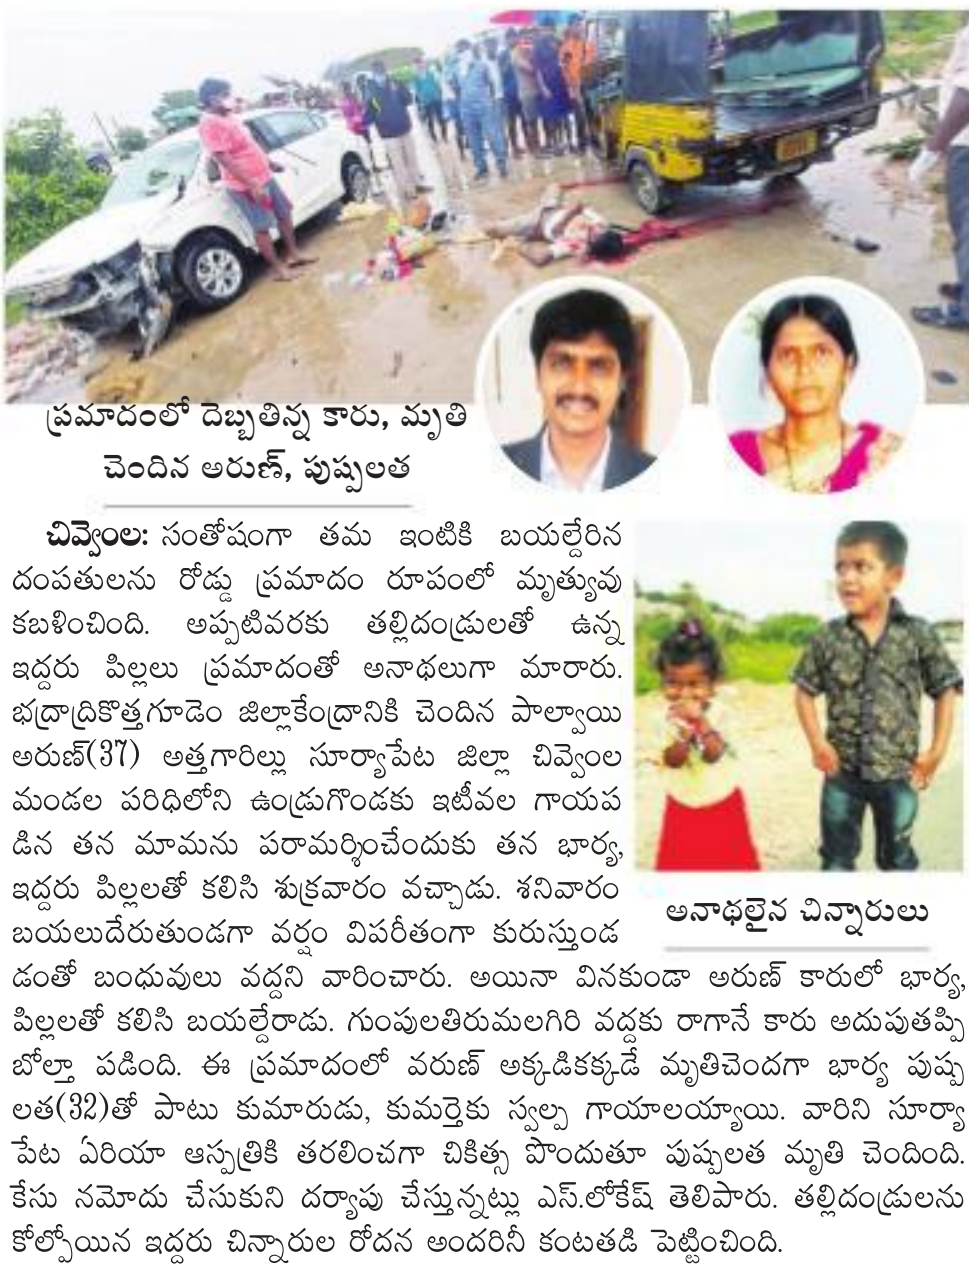 ప్రమాదంలో దెబ్బతిన్న కారు, మృతి
చెందిన అరుణ్, పుష్పలత
చివ్వెంల: సంతోషంగా తమ ఇంటికి బయల్దేరిన
దంపతులను రోడ్డు ప్రమాదం రూపంలో మృత్యువు
కబళించింది. అప్పటివరకు తల్లిదండ్రులతో ఉన్న
ఇద్దరు పిల్లలు ప్రమాదంతో అనాథలుగా మారారు.
భద్రాద్రికొత్తగూడెం జిల్లాకేంద్రానికి చెందిన పాల్వాయి
అరుణ్(37) అత్తగారిల్లు సూర్యాపేట జిల్లా చివ్వెంల
మండల పరిధిలోని ఉండ్రుగొండకు ఇటీవల గాయప
డిన తన మామను పరామర్శించేందుకు తన భార్య,
ఇద్దరు పిల్లలతో కలిసి శుక్రవారం వచ్చాడు. శనివారం
బయలుదేరుతుండగా వర్షం విపరీతంగా కురుస్తుండ
డంతో బంధువులు వద్దని వారించారు. అయినా వినకుండా అరుణ్ కారులో భార్య,
పిల్లలతో కలిసి బయల్దేరాడు. గుంపులతిరుమలగిరి వద్దకు రాగానే కారు అదుపుతప్పి
బోల్తా పడింది. ఈ ప్రమాదంలో వరుణ్ అక్కడికక్కడే మృతిచెందగా భార్య పుష్ప
లత(32)తో పాటు కుమారుడు, కుమర్తెకు స్వల్ప గాయాలయ్యాయి. వారిని సూర్యా
పేట ఏరియా ఆస్పత్రికి తరలించగా చికిత్స పొందుతూ పుష్పలత మృతి చెందింది.
కేసు నమోదు చేసుకుని దర్యాపు చేస్తున్నట్లు ఎస్.లోకేష్ తెలిపారు. తల్లిదండ్రులను
కోల్పోయిన ఇద్దరు చిన్నారుల రోదన అందరినీ కంటతడి పెట్టించింది.
అనాథలైన చిన్నారులు